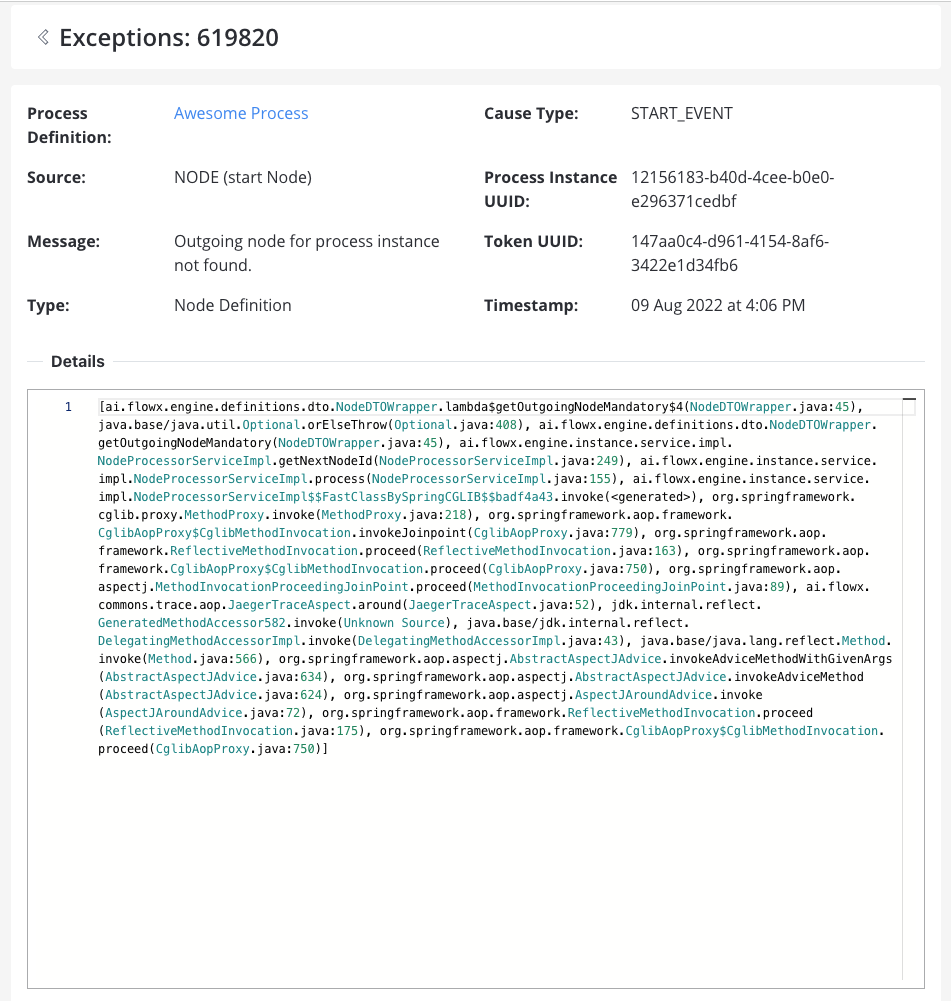 Exceptions: 619820
Process Definition: Awesome Process Cause Type: START_EVENT
Source: NODE (start Node) Process Instance UUID: 12156183-b40d-4cee-b0e0-e296371cedbf
Message: Outgoing node for process instance not found. Token UUID: 147aa0c4-d961-4154-8af6-3422e1d34fb6
Type: Node Definition Timestamp: 09 Aug 2022 at 4:06 PM
Details
1 [ai.flowx.engine.definitions.dto.NodeDTOWrapper.lambda$getOutgoingNodeMandatory$4(NodeDTOWrapper.java:45),
java.base/java.util.Optional.orElseThrow(Optional.java:408), ai.flowx.engine.definitions.dto.NodeDTOWrapper.
getOutgoingNodeMandatory(NodeDTOWrapper.java:45), ai.flowx.engine.instance.service.impl.
NodeProcessorServiceImpl.getNextNodeId(NodeProcessorServiceImpl.java:249), ai.flowx.engine.instance.service.
impl.NodeProcessorServiceImpl.process(NodeProcessorServiceImpl.java:155), ai.flowx.engine.instance.service.
impl.NodeProcessorServiceImpl$$FastClassBySpringCGLIB$$badf4a43.invoke(<generated>), org.springframework.
cglib.proxy.MethodProxy.invoke(MethodProxy.java:218), org.springframework.aop.framework.
CglibAopProxy$CglibMethodInvocation.invokeJoinpoint(CglibAopProxy.java:779), org.springframework.aop.
framework.ReflectiveMethodInvocation.proceed(ReflectiveMethodInvocation.java:163), org.springframework.aop.
framework.CglibAopProxy$CglibMethodInvocation.proceed(CglibAopProxy.java:750), org.springframework.aop.
aspectj.MethodInvocationProceedingJoinPoint.proceed(MethodInvocationProceedingJoinPoint.java:89), ai.flowx.
commons.trace.aop.JaegerTraceAspect.around(JaegerTraceAspect.java:52), jdk.internal.reflect.
GeneratedMethodAccessor582.invoke(Unknown Source), java.base/jdk.internal.reflect.
DelegatingMethodAccessorImpl.invoke(DelegatingMethodAccessorImpl.java:43), java.base/java.lang.reflect.Method.
invoke(Method.java:566), org.springframework.aop.aspectj.AbstractAspectJAdvice.invokeAdviceMethodWithGivenArgs
(AbstractAspectJAdvice.java:634), org.springframework.aop.aspectj.AbstractAspectJAdvice.invokeAdviceMethod
(AbstractAspectJAdvice.java:624), org.springframework.aop.aspectj.AspectJAroundAdvice.invoke
(AspectJAroundAdvice.java:72), org.springframework.aop.framework.ReflectiveMethodInvocation.proceed
(ReflectiveMethodInvocation.java:175), org.springframework.aop.framework.CglibAopProxy$CglibMethodInvocation.
proceed(CglibAopProxy.java:750)]